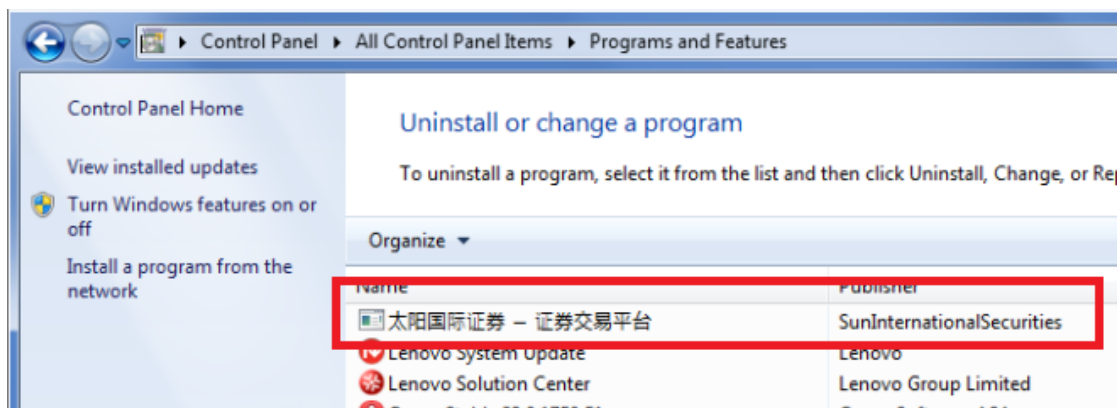 Control Panel ▸ All Control Panel Items ▸ Programs and Features
Control Panel Home
View installed updates
Turn Windows features on or
off
Install a program from the
network
Uninstall or change a program
To uninstall a program, select it from the list and then click Uninstall, Change, or
Organize
Name Publisher
太阳国际证券 – 证券交易平台 SunInternationalSecurities
Lenovo System Update Lenovo
Lenovo Solution Center Lenovo Group Limited